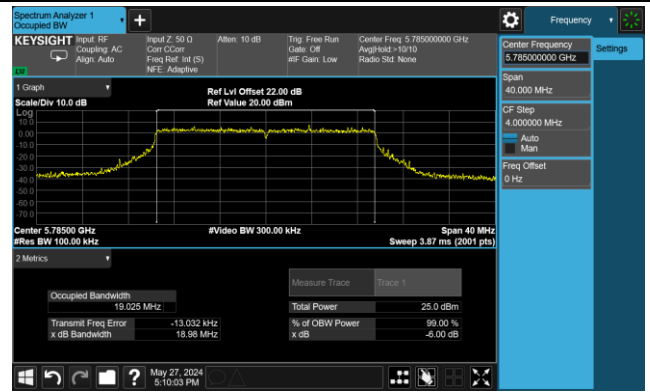 Spectrum Analyzer 1
Occupied BW
Frequency
KEYSIGHT
Input: RF
Coupling: AC
Align: Auto
Input Z: 50 Ω
Corr CCorr
Freq Ref: Int (S)
NFE: Adaptive
Atten: 10 dB
Trig: Free Run
Gate: Off
#IF Gain: Low
Center Freq: 5.785000000 GHz
Avg|Hold:>10/10
Radio Std: None
LW
Center Frequency
5.785000000 GHz
Settings
Span
40.000 MHz
CF Step
4.000000 MHz
Auto
Man
Freq Offset
0 Hz
1 Graph
Ref Lvl Offset 22.00 dB
Scale/Div 10.0 dB
Ref Value 20.00 dBm
Log
10.0
0.00
-10.0
-20.0
-30.0
-40.0
-50.0
-60.0
-70.0
Center 5.78500 GHz
#Video BW 300.00 kHz
Span 40 MHz
#Res BW 100.00 kHz
Sweep 3.87 ms (2001 pts)
2 Metrics
Measure Trace
Trace 1
Occupied Bandwidth
19.025 MHz
Total Power
25.0 dBm
Transmit Freq Error
-13.032 kHz
% of OBW Power
99.00 %
x dB Bandwidth
18.98 MHz
x dB
-6.00 dB
?
May 27, 2024
5:10:03 PM